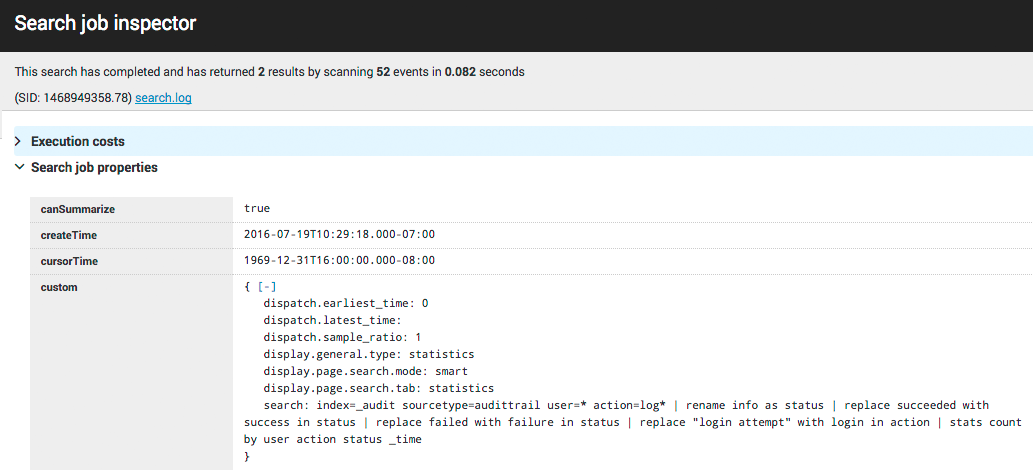 Search job inspector
This search has completed and has returned 2 results by scanning 52 events in 0.082 seconds
(SID: 1468949358.78) search.log
Execution costs
Search job properties
canSummarize true
createTime 2016-07-19T10:29:18.000-07:00
cursorTime 1969-12-31T16:00:00.000-08:00
custom { [-]
dispatch.earliest_time: 0
dispatch.latest_time:
dispatch.sample_ratio: 1
display.general.type: statistics
display.page.search.mode: smart
display.page.search.tab: statistics
search: index=_audit sourcetype=audittrail user=* action=log* | rename info as status | replace succeeded with
success in status | replace failed with failure in status | replace "login attempt" with login in action | stats count
by user action status _time
}